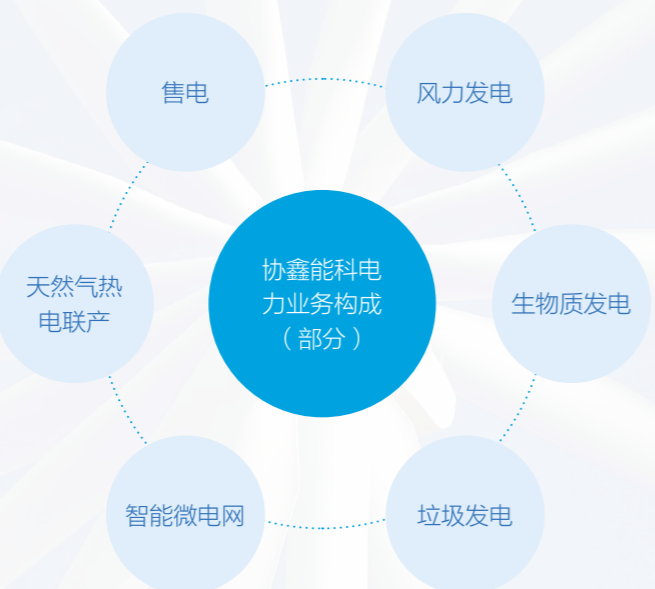 售电
风力发电
协鑫能科电
力业务构成
（部分）
天然气热
电联产
生物质发电
智能微电网
垃圾发电